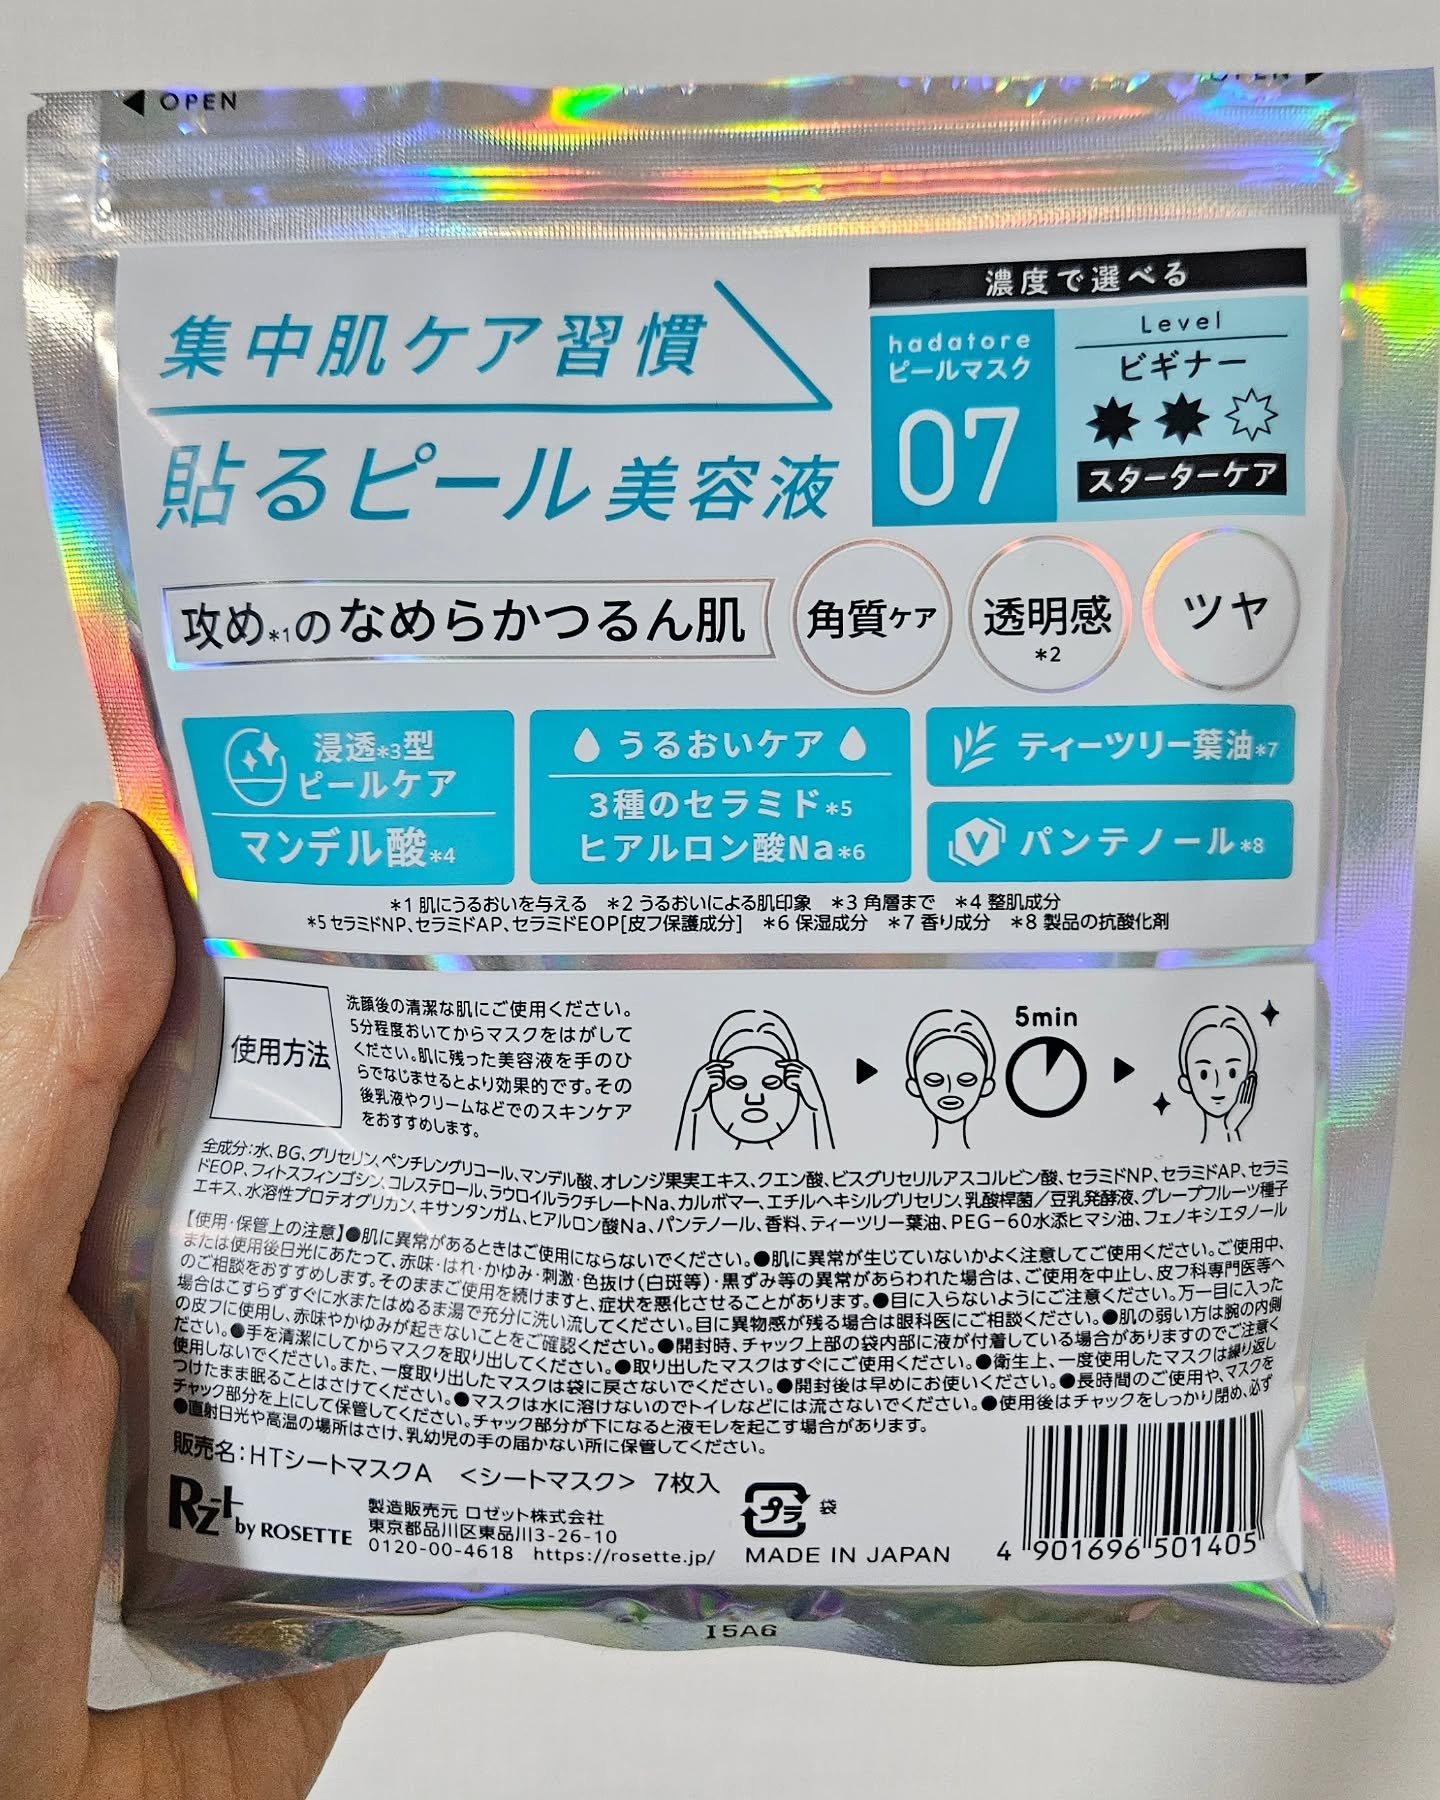 ◀ OPEN
OPEN ▶
集中肌ケア習慣
貼るピール美容液
濃度で選べる
hadatore
ピールマスク
07
Level
ビギナー
スターターケア
攻め*1のなめらかつるん肌
角質ケア
透明感
*2
ツヤ
浸透*3型
ピールケア
マンデル酸*4
うるおいケア
3種のセラミド*5
ヒアルロン酸Na*6
ティーツリー葉油*7
V
パンテノール*8
*1 肌にうるおいを与える *2 うるおいによる肌印象 *3 角層まで *4 整肌成分
*5 セラミドNP、セラミドAP、セラミドEOP[皮フ保護成分] *6 保湿成分 *7 香り成分 *8 製品の抗酸化剤
使用方法
洗顔後の清潔な肌にご使用ください。
5分程度おいてからマスクをはがして
ください。肌に残った美容液を手のひ
らでなじませるとより効果的です。その
後乳液やクリームなどでのスキンケア
をおすすめします。
5min
全成分:水、BG、グリセリン、ペンチレングリコール、マンデル酸、オレンジ果実エキス、クエン酸、ビスグリセリルアスコルビン酸、セラミドNP、セラミドAP、セラミ
ドEOP、フィトスフィンゴシン、コレステロール、ラウロイルラクチレートNa、カルボマー、エチルヘキシルグリセリン、乳酸桿菌/豆乳発酵液、グレープフルーツ種子
エキス、水溶性プロテオグリカン、キサンタンガム、ヒアルロン酸Na、パンテノール、香料、ティーツリー葉油、PEG-60水添ヒマシ油、フェノキシエタノール
【使用・保管上の注意】●肌に異常があるときはご使用にならないでください。●肌に異常が生じていないかよく注意してご使用ください。ご使用中、
または使用後日光にあたって、赤味・はれ・かゆみ・刺激・色抜け(白斑等)・黒ずみ等の異常があらわれた場合は、ご使用を中止し、皮フ科専門医等へ
のご相談をおすすめします。そのままご使用を続けますと、症状を悪化させることがあります。●目に入らないようにご注意ください。万一目に入った
場合はこすらずすぐに水またはぬるま湯で充分に洗い流してください。目に異物感が残る場合は眼科医にご相談ください。●肌の弱い方は腕の内側
の皮フに使用し、赤味やかゆみが起きないことをご確認ください。●開封時、チャック上部の袋内部に液が付着している場合がありますのでご注意く
ださい。●手を清潔にしてからマスクを取り出してください。●取り出したマスクはすぐにご使用ください。●衛生上、一度使用したマスクは繰り返し
使用しないでください。また、一度取り出したマスクは袋に戻さないでください。●開封後は早めにお使いください。●長時間のご使用や、マスクを
つけたまま眠ることはさけてください。●マスクは水に溶けないのでトイレなどには流さないでください。●使用後はチャックをしっかり閉め、必ず
チャック部分を上にして保管してください。チャック部分が下になると液モレを起こす場合があります。
●直射日光や高温の場所はさけ、乳幼児の手の届かない所に保管してください。
販売名:HTシートマスクA <シートマスク> 7枚入
Rz+ by ROSETTE
製造販売元 ロゼット株式会社
東京都品川区東品川3-26-10
0120-00-4618 https://rosette.jp/
プラ 袋
MADE IN JAPAN
4 901696 501405
I5A6